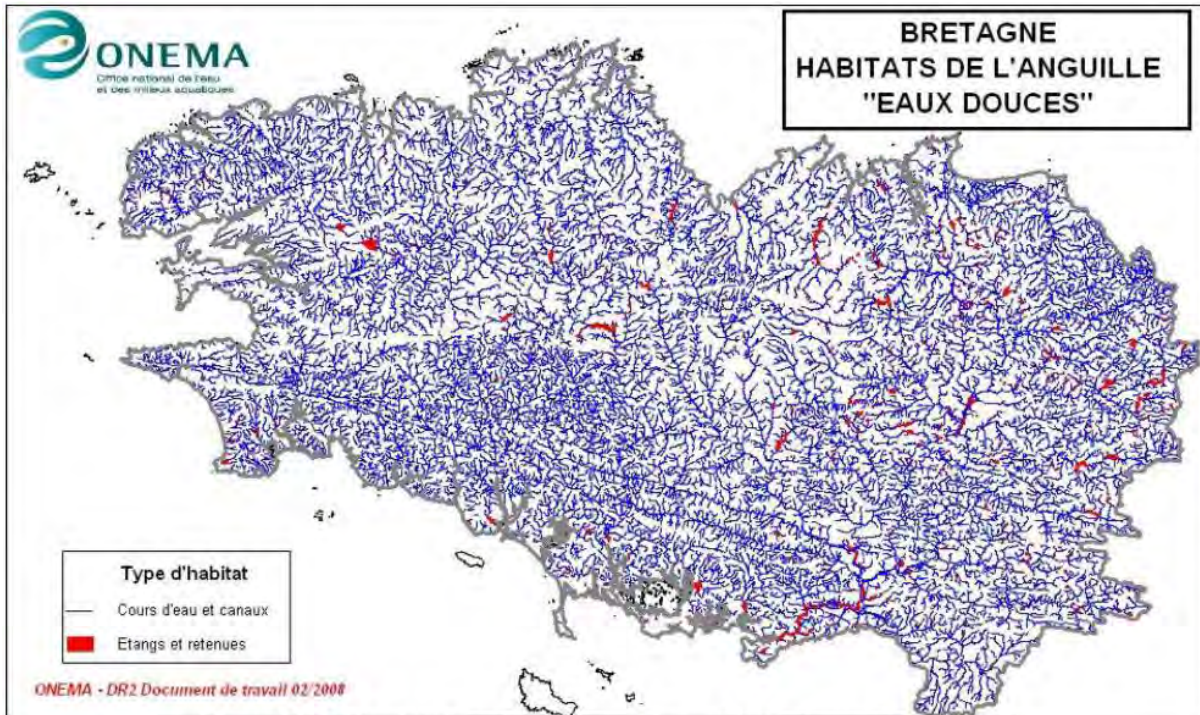 ONEMA
Office national de l'eau
et des milieux aquatiques
BRETAGNE
HABITATS DE L'ANGUILLE
"EAUX DOUCES"
Type d'habitat
Cours d'eau et canaux
Etangs et retenues
ONEMA - DR2 Document de travail 02/2008